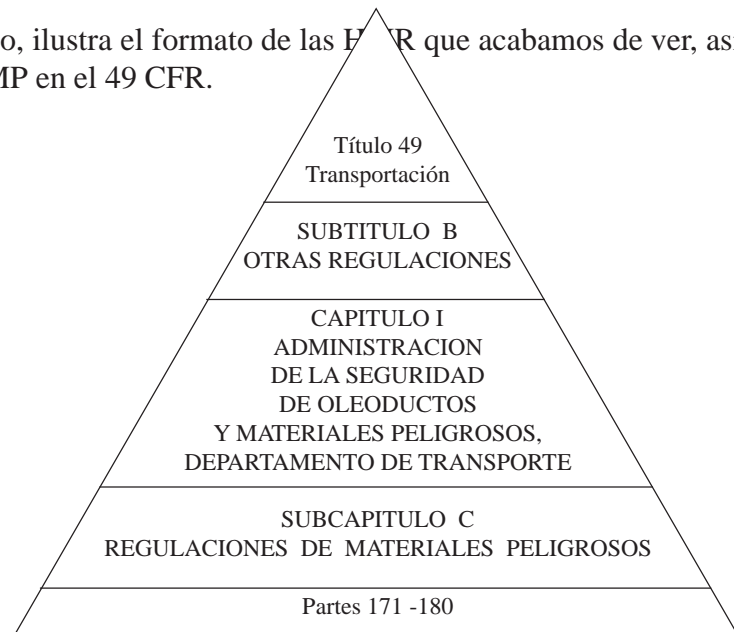 o, ilustra el formato de las H R que acabamos de ver, as
MP en el 49 CFR.
Título 49
Transportación
SUBTITULO B
OTRAS REGULACIONES
CAPITULO I
ADMINISTRACION
DE LA SEGURIDAD
DE OLEODUCTOS
Y MATERIALES PELIGROSOS,
DEPARTAMENTO DE TRANSPORTE
SUBCAPITULO C
REGULACIONES DE MATERIALES PELIGROSOS
Partes 171 -180